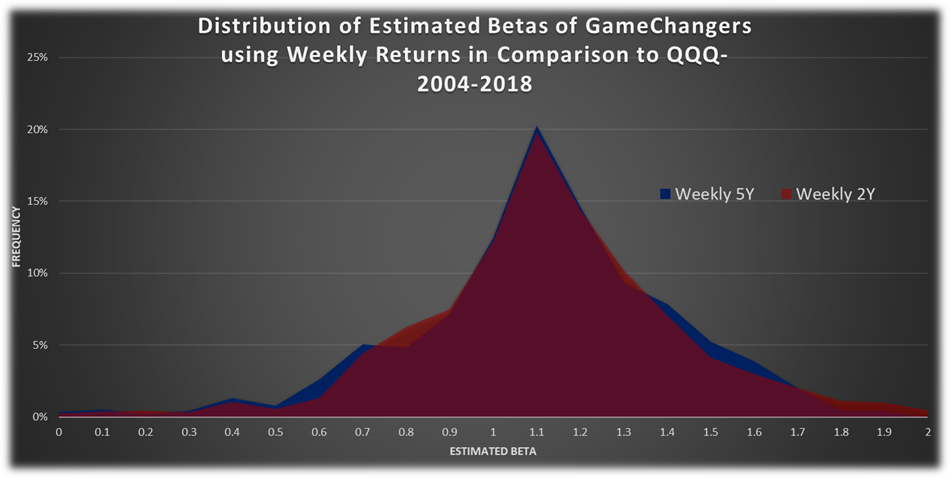 Distribution of Estimated Betas of GameChangers
using Weekly Returns in Comparison to QQQ-
2004-2018
25%
20%
15%
10%
5%
0%
FREQUENCY
Weekly 5Y Weekly 2Y
0 0.1 0.2 0.3 0.4 0.5 0.6 0.7 0.8 0.9 1 1.1 1.2 1.3 1.4 1.5 1.6 1.7 1.8 1.9 2
ESTIMATED BETA